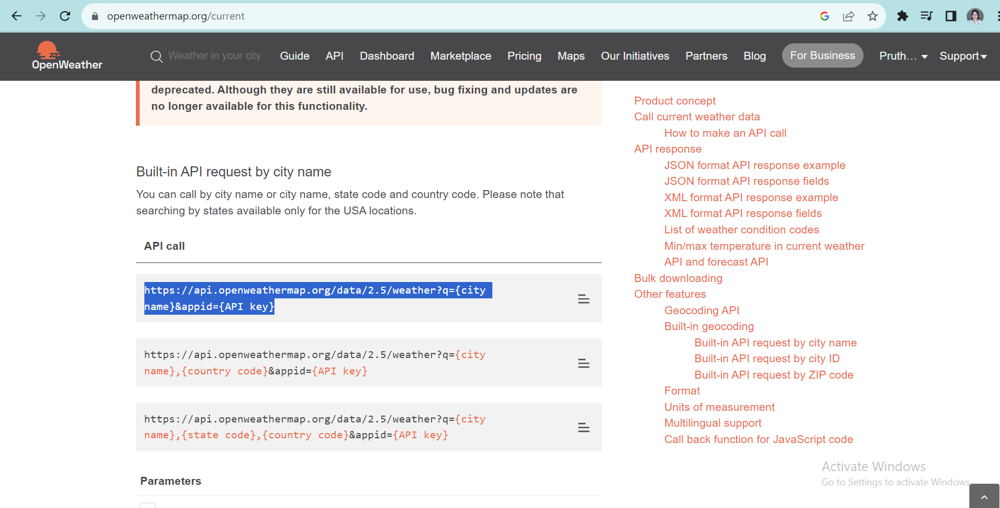 openweathermap.org/current
OpenWeather
Weather in your city
Guide
API
Dashboard
Marketplace
Pricing
Maps
Our Initiatives
Partners
Blog
For Business
Pruth...
Support
deprecated. Although they are still available for use, bug fixing and updates are
no longer available for this functionality.
Built-in API request by city name
You can call by city name or city name, state code and country code. Please note that
searching by states available only for the USA locations.
API call
https://api.openweathermap.org/data/2.5/weather?q={city
name}&appid={API key}
https://api.openweathermap.org/data/2.5/weather?q={city
name},{country code}&appid={API key}
https://api.openweathermap.org/data/2.5/weather?q={city
name},{state code},{country code}&appid={API key}
Parameters
Product concept
Call current weather data
How to make an API call
API response
JSON format API response example
JSON format API response fields
XML format API response example
XML format API response fields
List of weather condition codes
Min/max temperature in current weather
API and forecast API
Bulk downloading
Other features
Geocoding API
Built-in geocoding
Built-in API request by city name
Built-in API request by city ID
Built-in API request by ZIP code
Format
Units of measurement
Multilingual support
Call back function for JavaScript code
Activate Windows
Go to Settings to activate Windows.